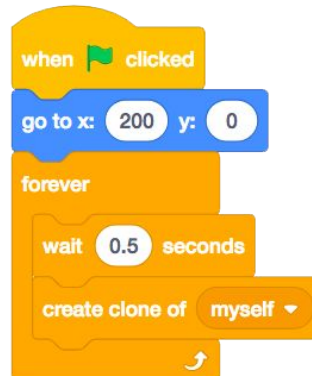 when clicked
go to x: 200 y: 0
forever
wait 0.5 seconds
create clone of myself